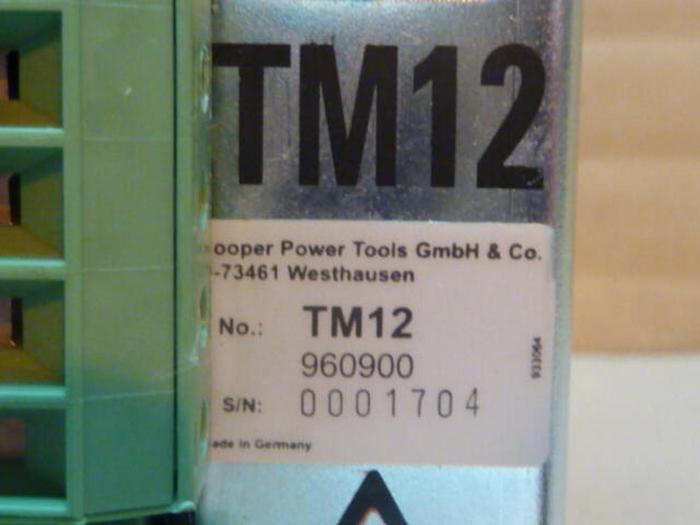 TM12
ooper Power Tools GmbH & Co.
-73461 Westhausen
No.: TM12
960900
S/N: 0001704
ade in Germany
933064